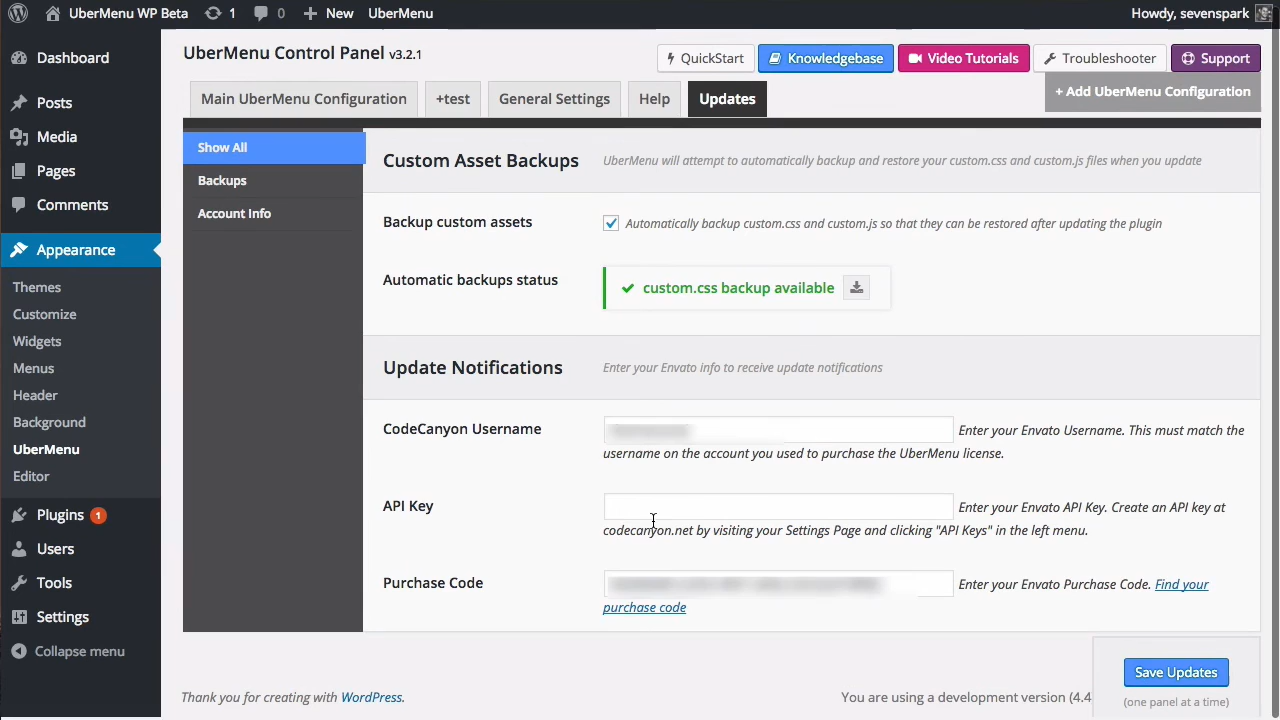 UberMenu WP Beta
1
0
New
UberMenu
Howdy, sevenspark
Dashboard
Posts
Media
Pages
Comments
Appearance
Themes
Customize
Widgets
Menus
Header
Background
UberMenu
Editor
Plugins 1
Users
Tools
Settings
Collapse menu
UberMenu Control Panel v3.2.1
QuickStart
Knowledgebase
Video Tutorials
Troubleshooter
Support
Main UberMenu Configuration
+test
General Settings
Help
Updates
+ Add UberMenu Configuration
Show All
Backups
Account Info
Custom Asset Backups
UberMenu will attempt to automatically backup and restore your custom.css and custom.js files when you update
Backup custom assets
Automatically backup custom.css and custom.js so that they can be restored after updating the plugin
Automatic backups status
custom.css backup available
Update Notifications
Enter your Envato info to receive update notifications
CodeCanyon Username
Enter your Envato Username. This must match the
username on the account you used to purchase the UberMenu license.
API Key
Enter your Envato API Key. Create an API key at
codecanyon.net by visiting your Settings Page and clicking "API Keys" in the left menu.
Purchase Code
Enter your Envato Purchase Code. Find your
purchase code
Save Updates
(one panel at a time)
Thank you for creating with WordPress.
You are using a development version (4.4